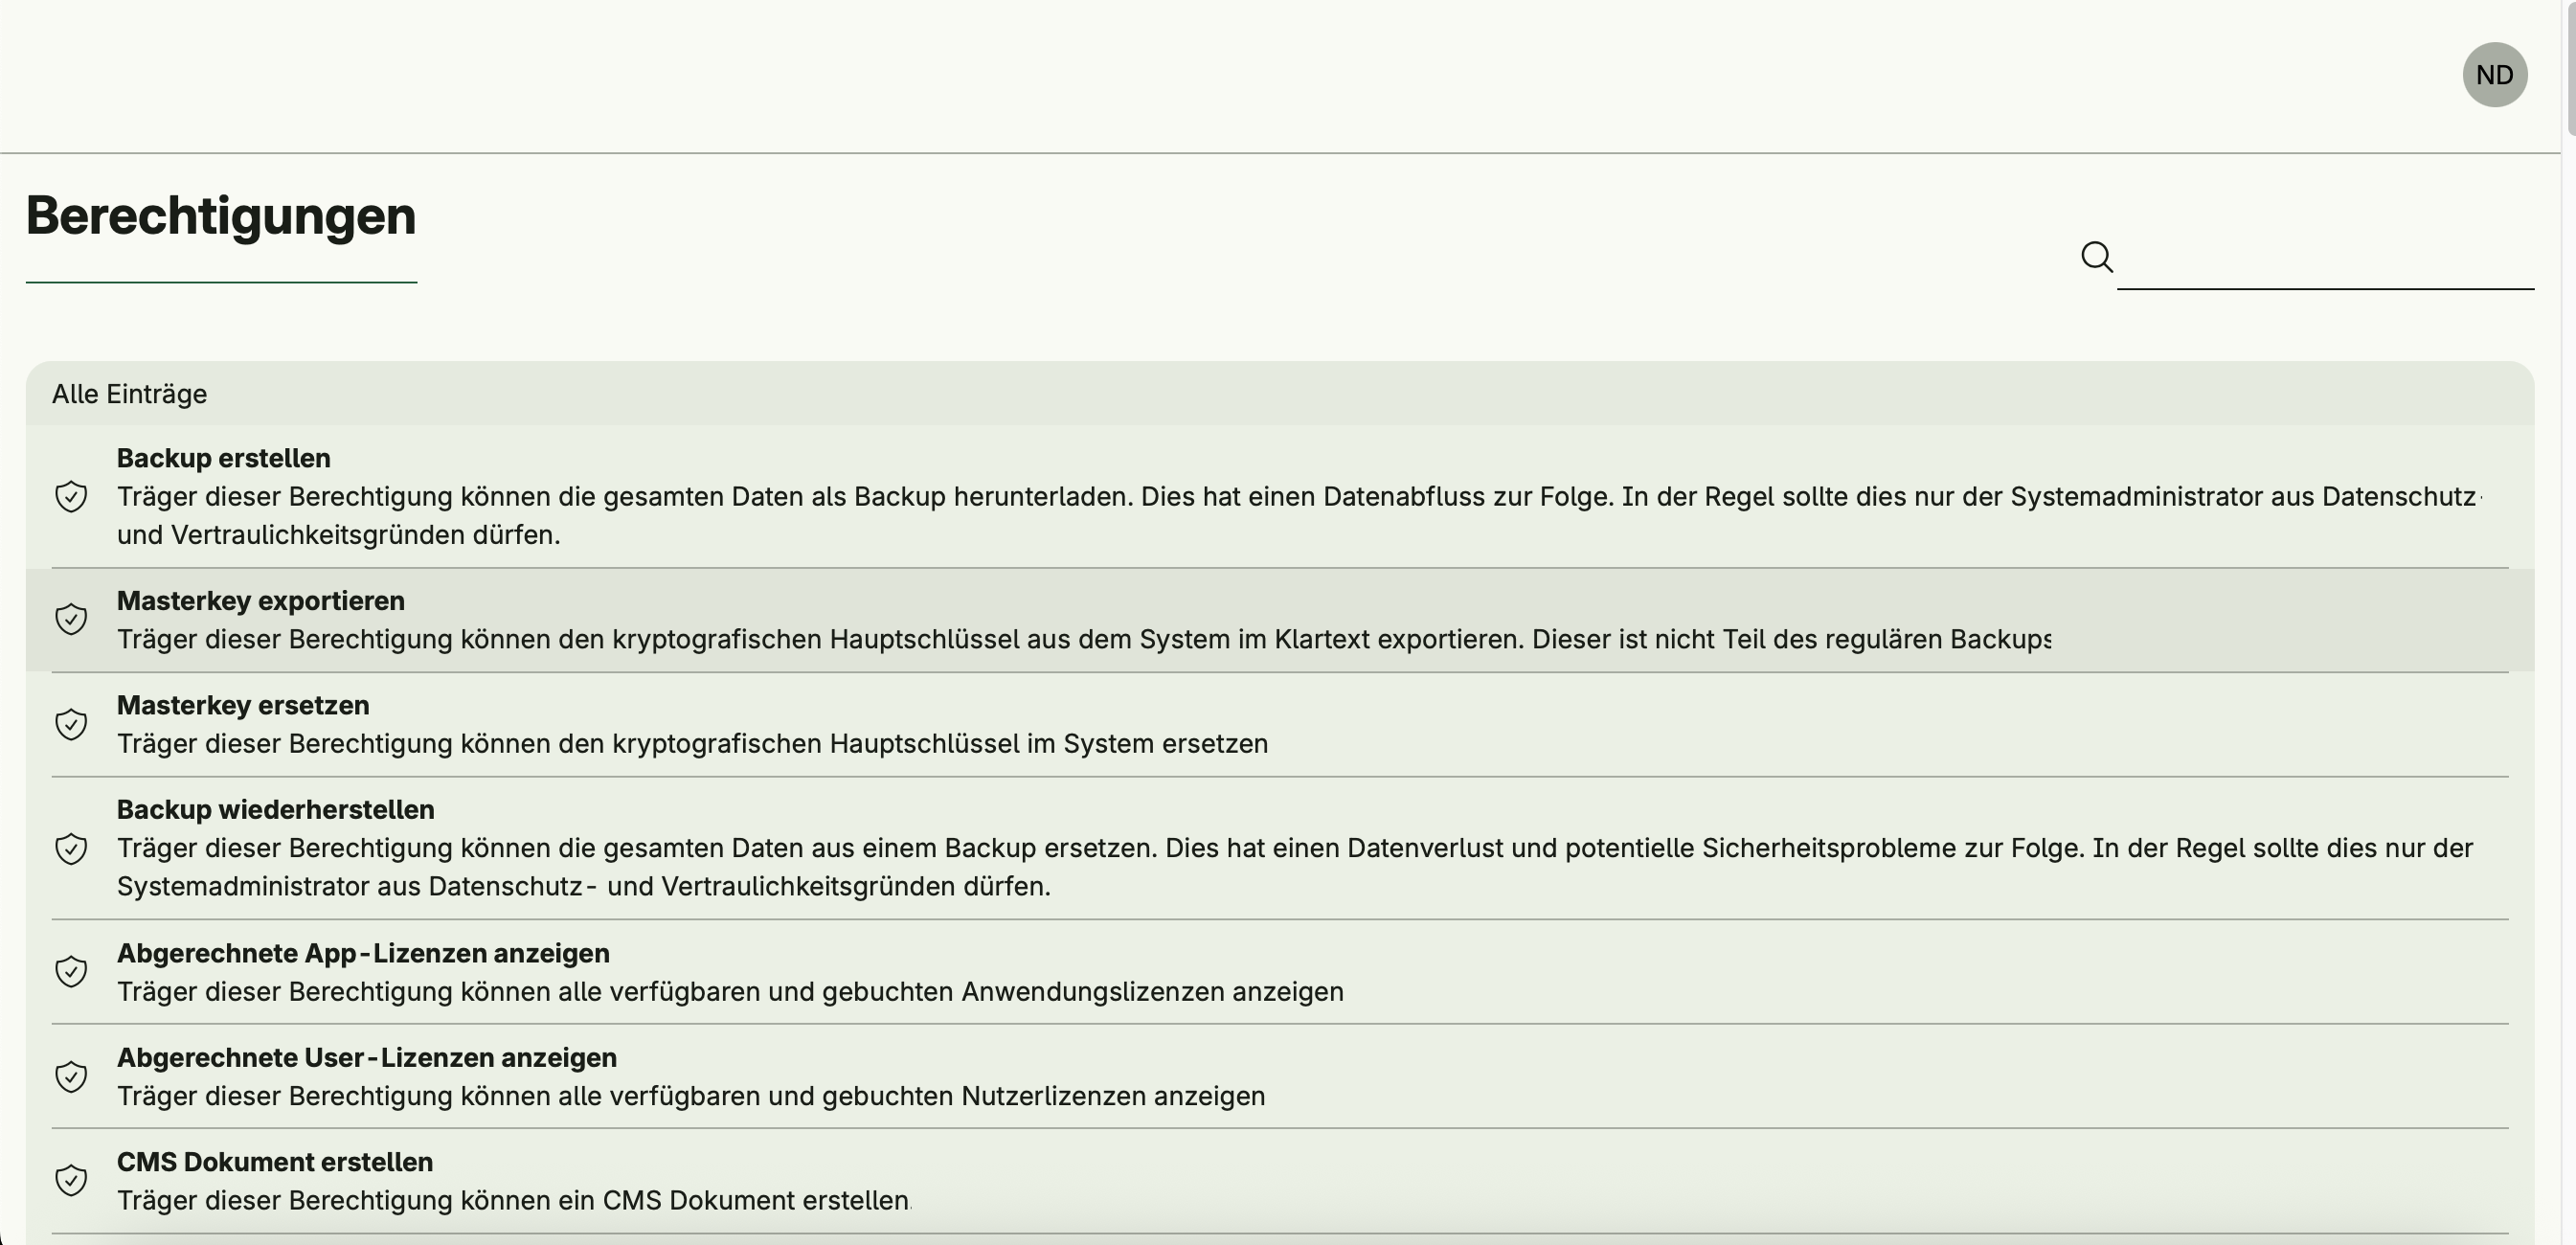 ND
Berechtigungen
Alle Einträge
Backup erstellen
Träger dieser Berechtigung können die gesamten Daten als Backup herunterladen. Dies hat einen Datenabfluss zur Folge. In der Regel sollte dies nur der Systemadministrator aus Datenschutz-
und Vertraulichkeitsgründen dürfen.
Masterkey exportieren
Träger dieser Berechtigung können den kryptografischen Hauptschlüssel aus dem System im Klartext exportieren. Dieser ist nicht Teil des regulären Backups
Masterkey ersetzen
Träger dieser Berechtigung können den kryptografischen Hauptschlüssel im System ersetzen
Backup wiederherstellen
Träger dieser Berechtigung können die gesamten Daten aus einem Backup ersetzen. Dies hat einen Datenverlust und potentielle Sicherheitsprobleme zur Folge. In der Regel sollte dies nur der
Systemadministrator aus Datenschutz- und Vertraulichkeitsgründen dürfen.
Abgerechnete App-Lizenzen anzeigen
Träger dieser Berechtigung können alle verfügbaren und gebuchten Anwendungslizenzen anzeigen
Abgerechnete User-Lizenzen anzeigen
Träger dieser Berechtigung können alle verfügbaren und gebuchten Nutzerlizenzen anzeigen
CMS Dokument erstellen
Träger dieser Berechtigung können ein CMS Dokument erstellen.